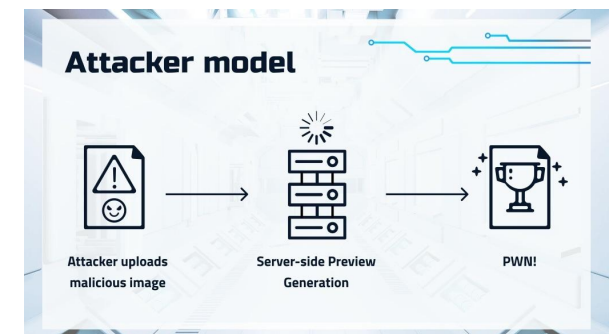 Attacker model
Attacker uploads
malicious image
Server-side Preview
Generation
PWN!